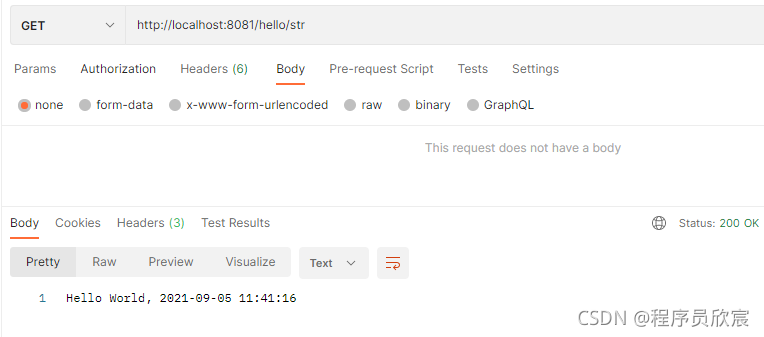 GET http://localhost:8081/hello/str
Params Authorization Headers (6) Body Pre-request Script Tests Settings
none form-data x-www-form-urlencoded raw binary GraphQL
This request does not have a body
Body Cookies Headers (3) Test Results Status: 200 OK
Pretty Raw Preview Visualize Text
1 Hello World, 2021-09-05 11:41:16
CSDN @程序员欣宸